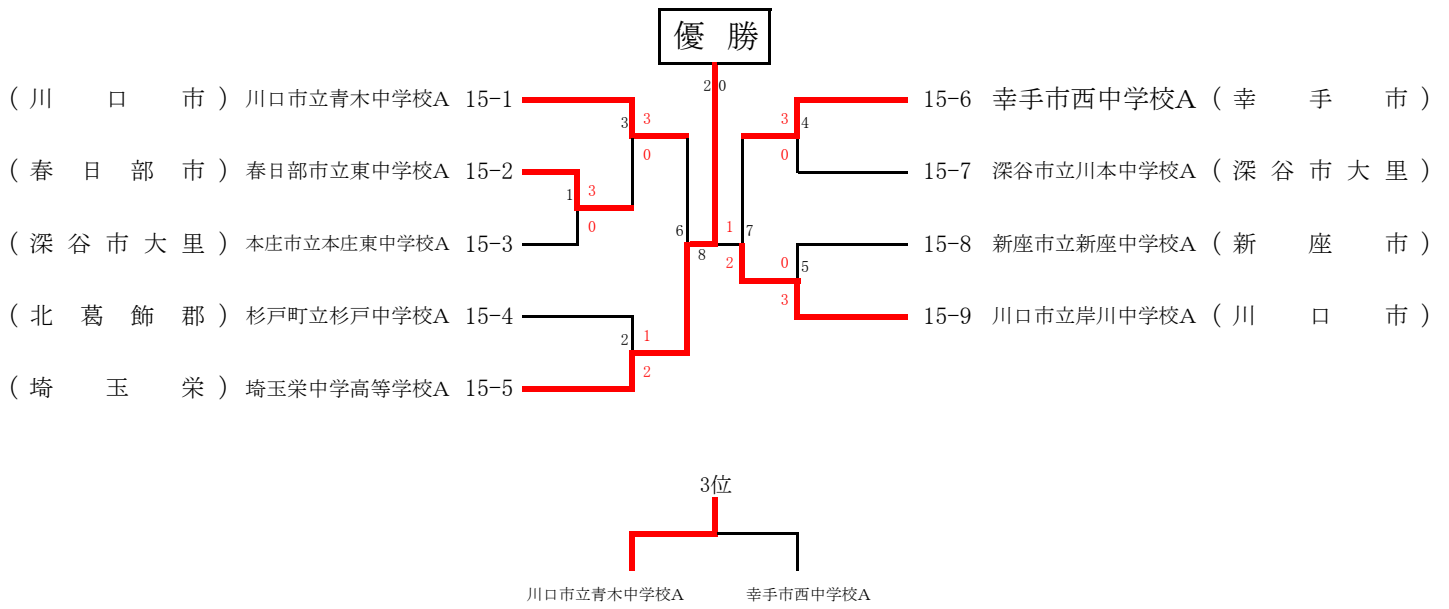 優 勝
2 0
( 川 口 市 ) 川口市立青木中学校A 15-1
3 3
0
( 春 日 部 市 ) 春日部市立東中学校A 15-2
1 3
0
( 深 谷 市 大 里 ) 本庄市立本庄東中学校A 15-3
6
8
( 北 葛 飾 郡 ) 杉戸町立杉戸中学校A 15-4
2 1
2
( 埼 玉 栄 ) 埼玉栄中学高等学校A 15-5
15-6 幸手市西中学校A ( 幸 手 市 )
3 4
0
15-7 深谷市立川本中学校A ( 深 谷 市 大 里 )
1 7
2
15-8 新座市立新座中学校A ( 新 座 市 )
0 5
3
15-9 川口市立岸川中学校A ( 川 口 市 )
3位
川口市立青木中学校A 幸手市西中学校A